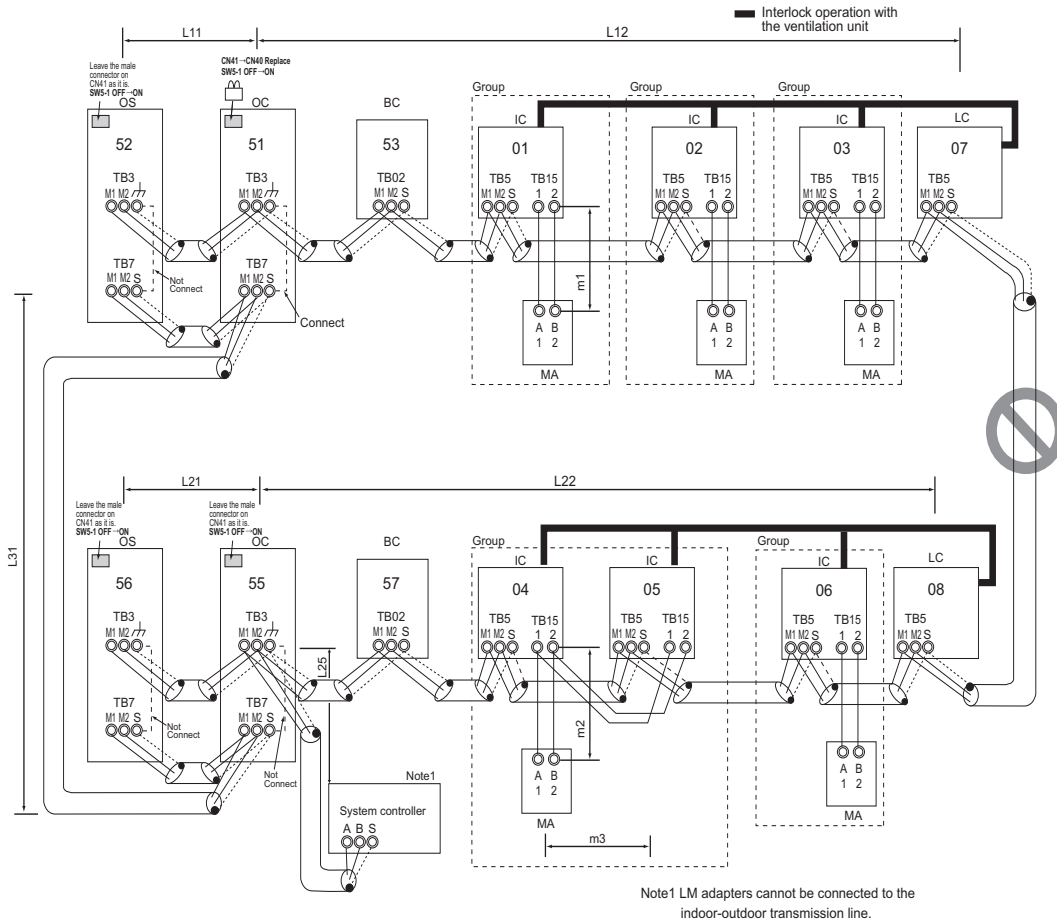 Interlock operation with
the ventilation unit
L11
L12
Leave the male
connector on
CN41 as it is.
SW5-1 OFF→ON
CN41→CN40 Replace
SW5-1 OFF→ON
OS
OC
BC
Group
Group
Group
IC
IC
IC
LC
52
51
53
01
02
03
07
TB3
TB3
TB02
TB5
TB15
TB5
TB15
TB5
TB15
TB5
M1 M2
M1 M2
M1 M2 S
M1 M2 S
1 2
M1 M2 S
1 2
M1 M2 S
1 2
M1 M2 S
TB7
TB7
M1 M2 S
M1 M2 S
Not
Connect
Connect
m1
A B
1 2
MA
A B
1 2
MA
A B
1 2
MA
L31
L21
L22
Leave the male
connector on
CN41 as it is.
SW5-1 OFF→ON
Leave the male
connector on
CN41 as it is.
SW5-1 OFF→ON
OS
OC
BC
Group
Group
IC
IC
IC
LC
56
55
57
04
05
06
08
TB3
TB3
TB02
TB5
TB15
TB5
TB15
TB5
M1 M2
M1 M2
M1 M2 S
M1 M2 S
1 2
M1 M2 S
1 2
M1 M2 S
1 2
M1 M2 S
L25
TB7
TB7
M1 M2 S
M1 M2 S
Not
Connect
Not
Connect
m2
A B
1 2
MA
A B
1 2
MA
m3
Note1
System controller
A B S
Note1 LM adapters cannot be connected to the
indoor-outdoor transmission line.